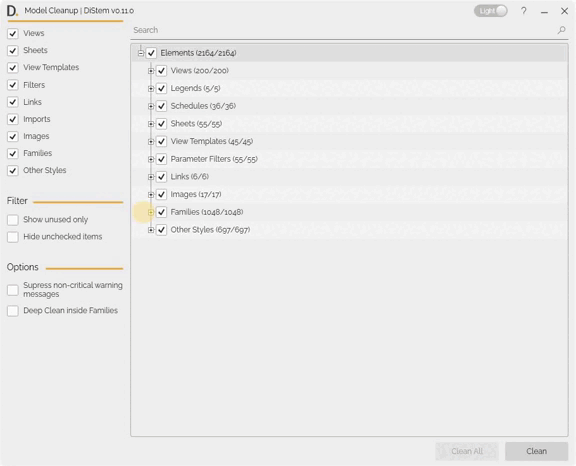 D. Model Cleanup | DiStem v0.11.0
Light
?
Views
Sheets
View Templates
Filters
Links
Imports
Images
Families
Other Styles
Filter
Show unused only
Hide unchecked items
Options
Supress non-critical warning
messages
Deep Clean inside Families
Search
Elements (2164/2164)
Views (200/200)
Legends (5/5)
Schedules (36/36)
Sheets (55/55)
View Templates (45/45)
Parameter Filters (55/55)
Links (6/6)
Images (17/17)
Families (1048/1048)
Other Styles (697/697)
Clean All
Clean